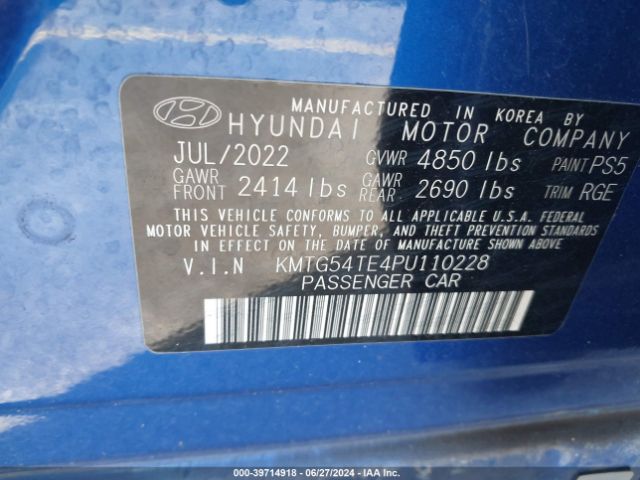 MANUFACTURED IN KOREA BY
HYUNDAI MOTOR COMPANY
JUL/2022 GVWR 4850 lbs PAINT PS5
GAWR FRONT 2414 lbs GAWR REAR 2690 lbs TRIM RGE
THIS VEHICLE CONFORMS TO ALL APPLICABLE U.S.A. FEDERAL
MOTOR VEHICLE SAFETY, BUMPER, AND THEFT PREVENTION STANDARDS
IN EFFECT ON THE DATE OF MANUFACTURE SHOWN ABOVE.
V.I.N KMTG54TE4PU110228
PASSENGER CAR
000-39714918 - 06/27/2024 - IAA Inc.